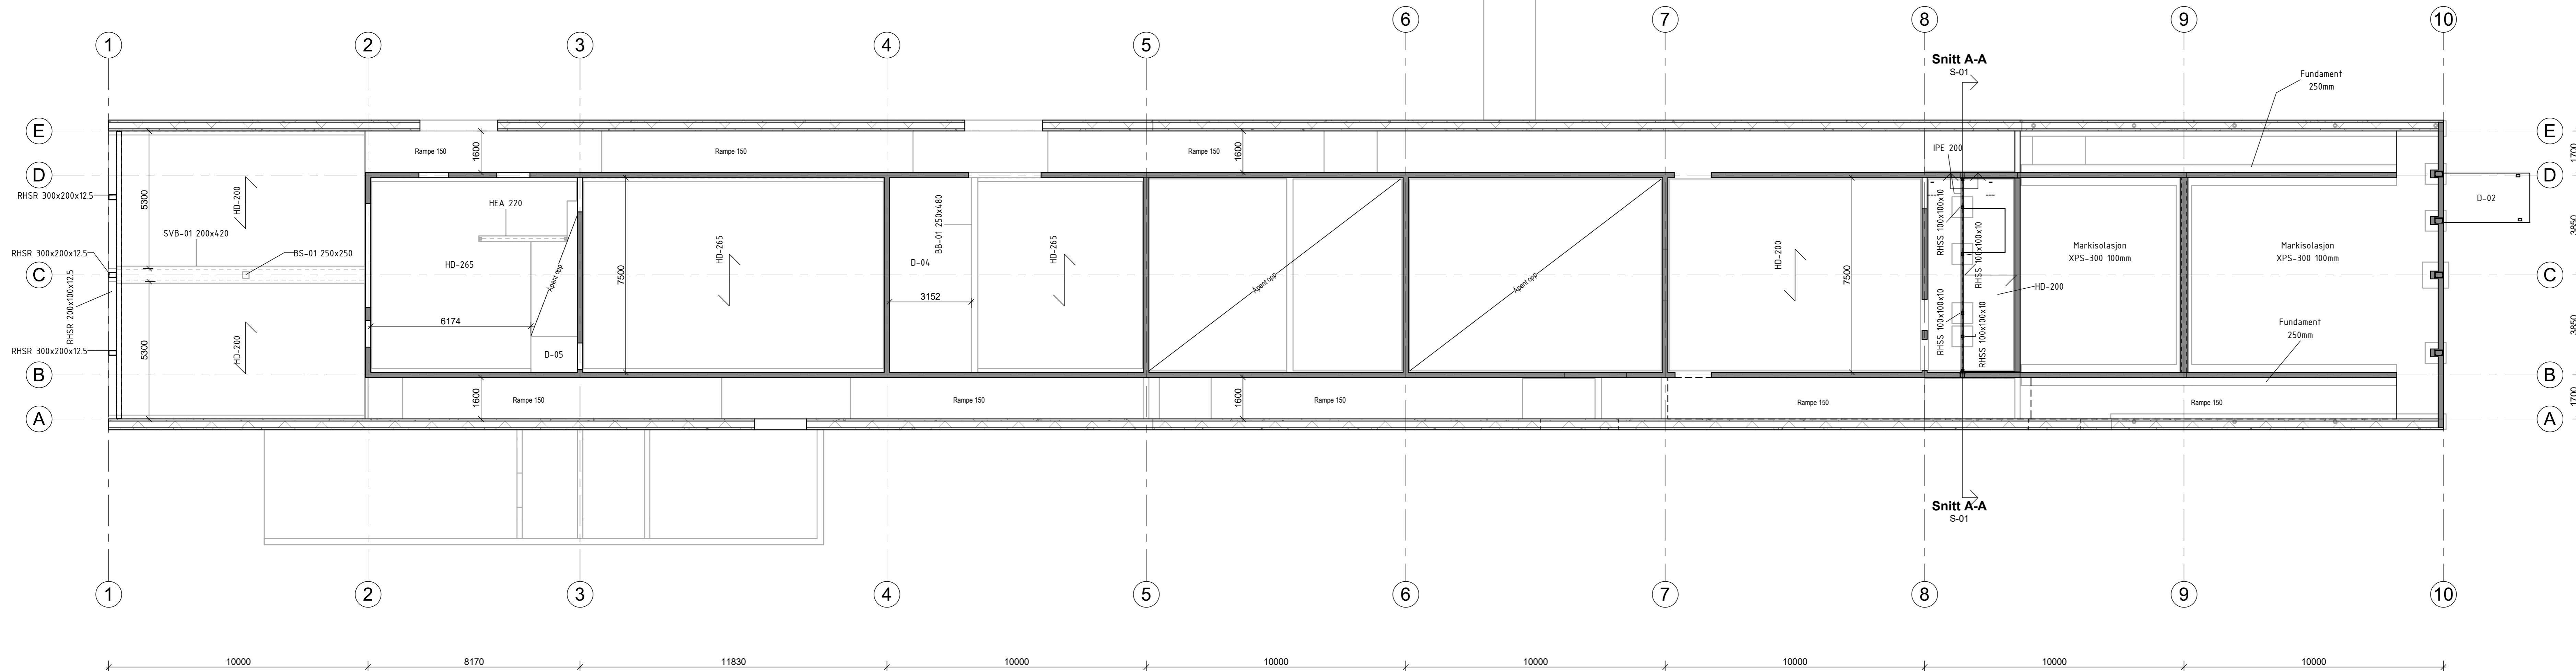 6
7
8
9
10
1
2
3
4
5
Snitt A-A
S-01
Fundament
250mm
E
E
Rampe 150
1600
Rampe 150
Rampe 150
1600
IPE 200
1700
D
D
RHSR 300x200x12.5
5300
HD-200
HEA 220
SVB-01 200x420
BS-01 250x250
HD-265
Åpent opp
HD-265
7500
BB-01 250x480
D-04
HD-265
3152
Åpent opp
Åpent opp
HD-200
7500
RHSS 100x100x10
RHSS 100x100x10
HD-200
Markisolasjon
XPS-300 100mm
Markisolasjon
XPS-300 100mm
D-02
3850
RHSR 300x200x12.5
C
C
RHSR 200x100x12.5
RHSS 100x100x10
RHSS 100x100x10
Fundament
250mm
3850
6174
RHSR 300x200x12.5
5300
HD-200
D-05
B
B
1600
1600
1700
Rampe 150
Rampe 150
Rampe 150
Rampe 150
Rampe 150
A
A
Snitt A-A
S-01
1
2
3
4
5
6
7
8
9
10
10000
8170
11830
10000
10000
10000
10000
10000
10000